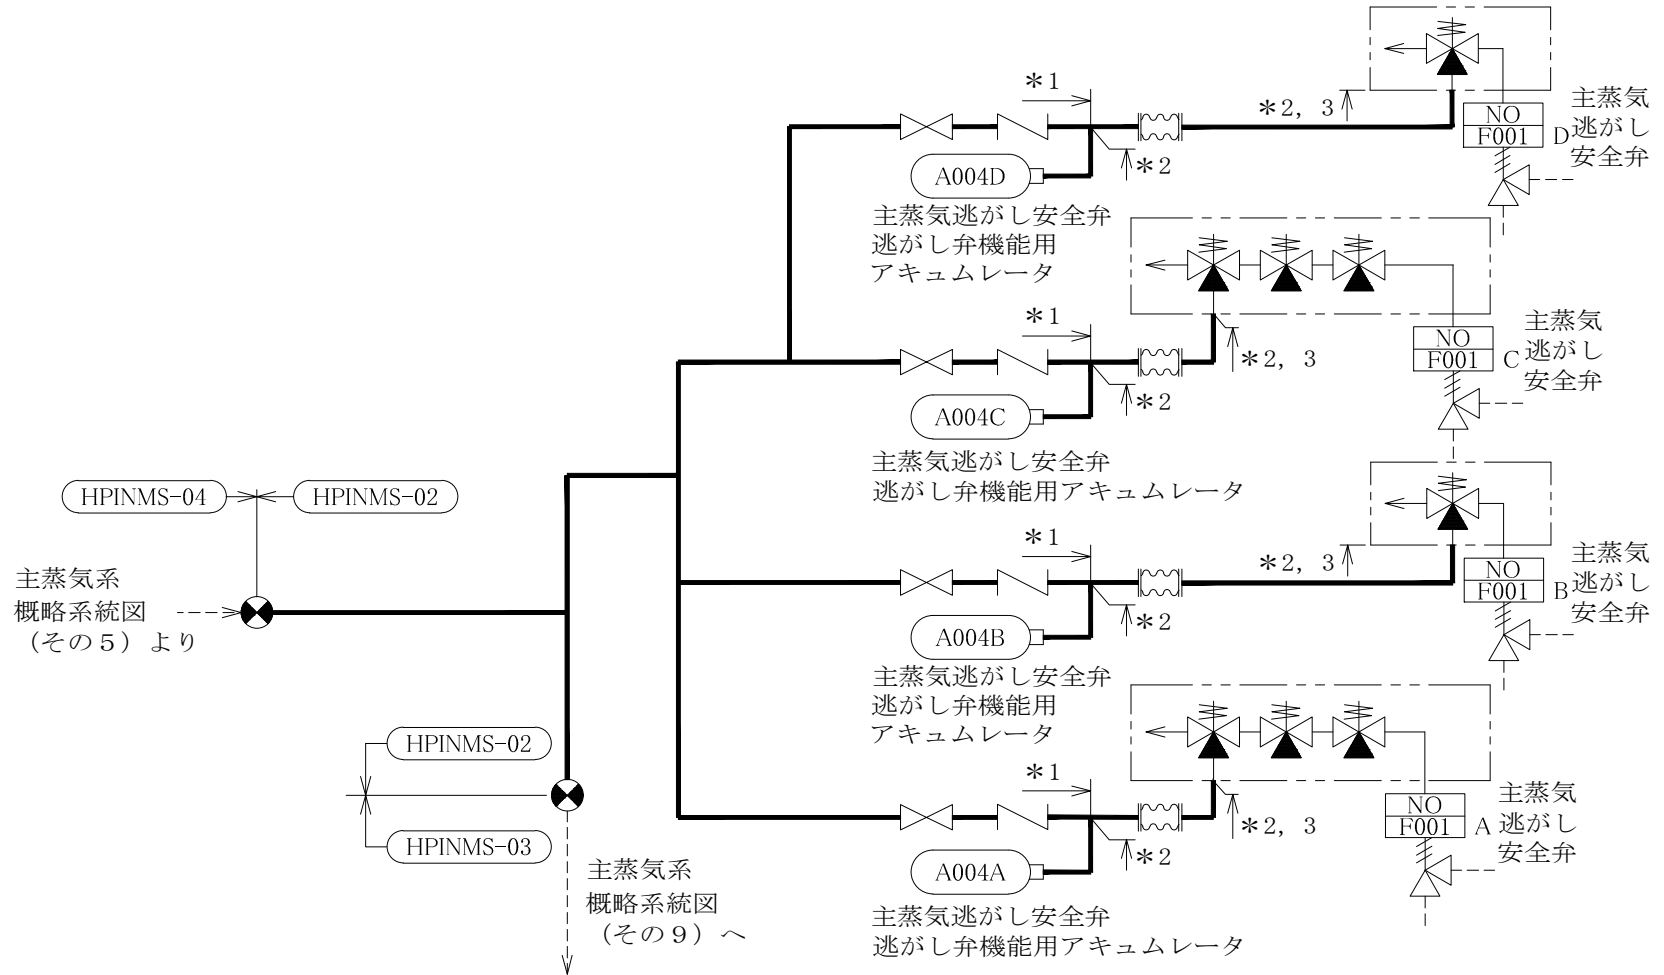 *1
*2, 3
NO
F001
D
主蒸気
逃がし
安全弁
*2
A004D
主蒸気逃がし安全弁
逃がし弁機能用
アキュムレータ
*1
*2, 3
NO
F001
C
主蒸気
逃がし
安全弁
*2
A004C
主蒸気逃がし安全弁
逃がし弁機能用アキュムレータ
HPINMS-04
HPINMS-02
主蒸気系
概略系統図
（その５）より
*1
*2, 3
NO
F001
B
主蒸気
逃がし
安全弁
*2
A004B
主蒸気逃がし安全弁
逃がし弁機能用
アキュムレータ
HPINMS-02
HPINMS-03
*1
*2, 3
NO
F001
A
主蒸気
逃がし
安全弁
*2
A004A
主蒸気逃がし安全弁
逃がし弁機能用アキュムレータ
主蒸気系
概略系統図
（その９）へ